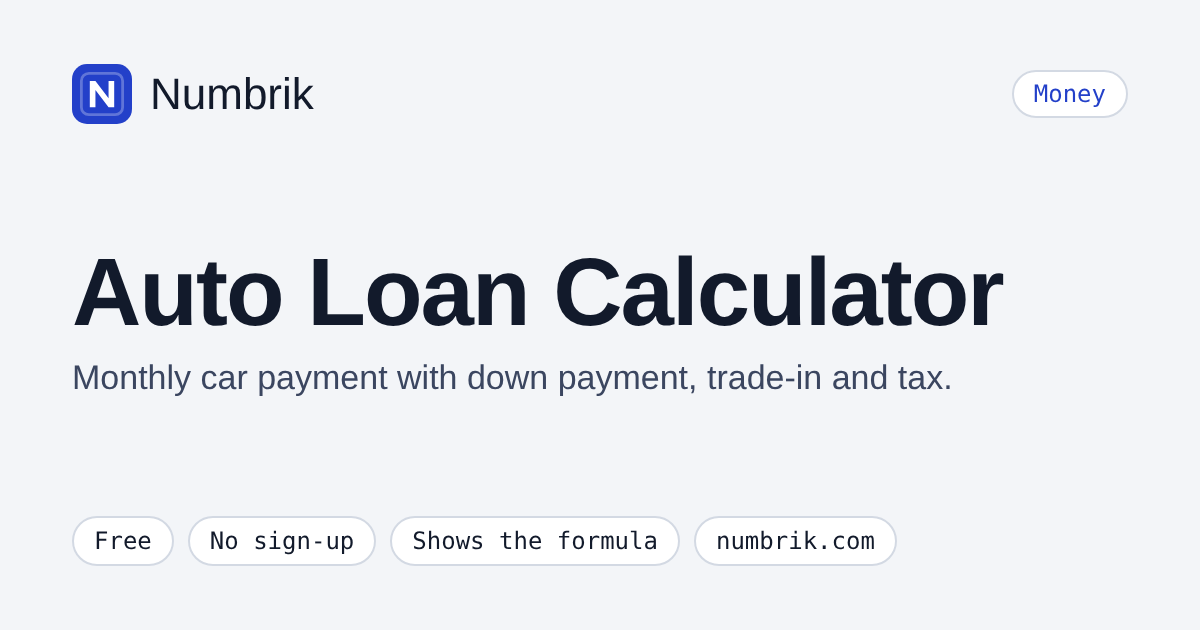 N Numbrik
Money
Auto Loan Calculator
Monthly car payment with down payment, trade-in and tax.
Free
No sign-up
Shows the formula
numbrik.com